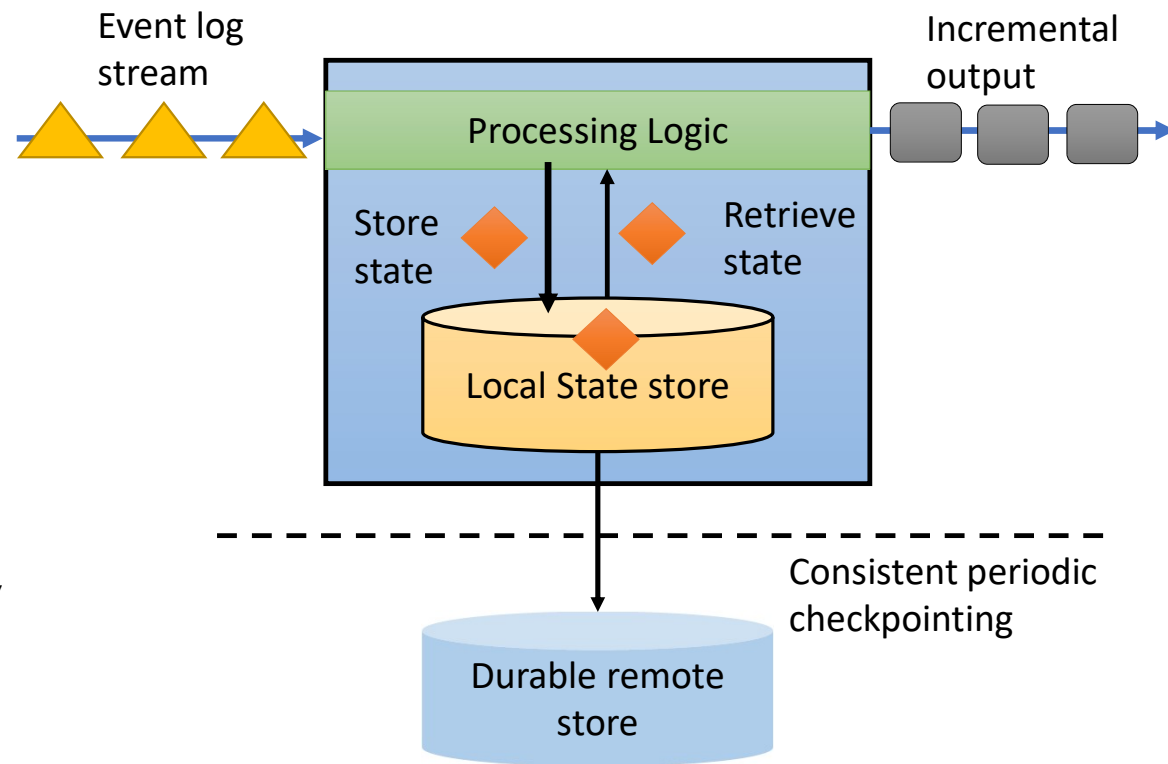 Event log
stream
Incremental
output
Processing Logic
Store
state
Retrieve
state
Local State store
Consistent periodic
checkpointing
Durable remote
store